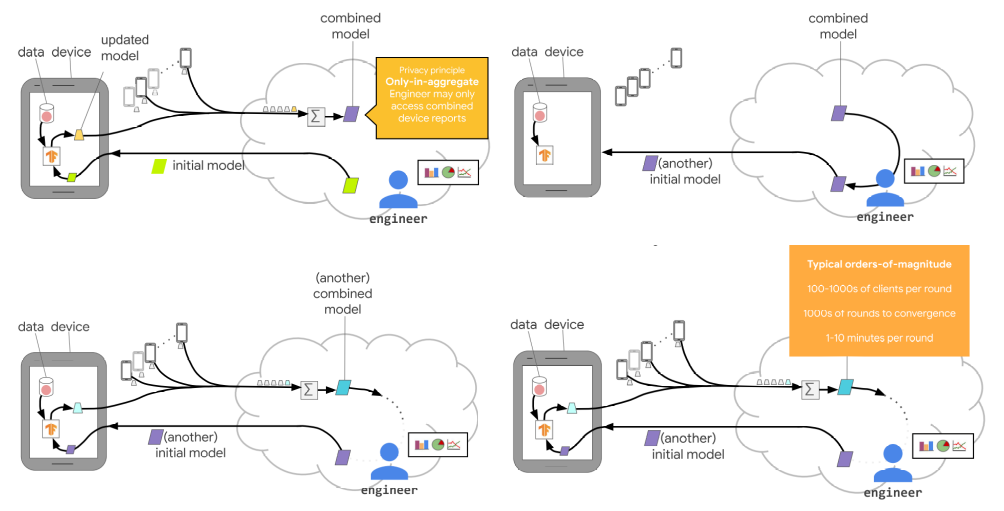 combined
model
updated
model
data device
Privacy principle
Only-in-aggregate
Engineer may only
access combined
device reports
Σ
initial model
engineer
combined
model
data device
(another)
initial model
engineer
(another)
combined
model
data device
Σ
(another)
initial model
engineer
Typical orders-of-magnitude
100-1000s of clients per round
1000s of rounds to convergence
1-10 minutes per round
data device
Σ
(another)
initial model
engineer